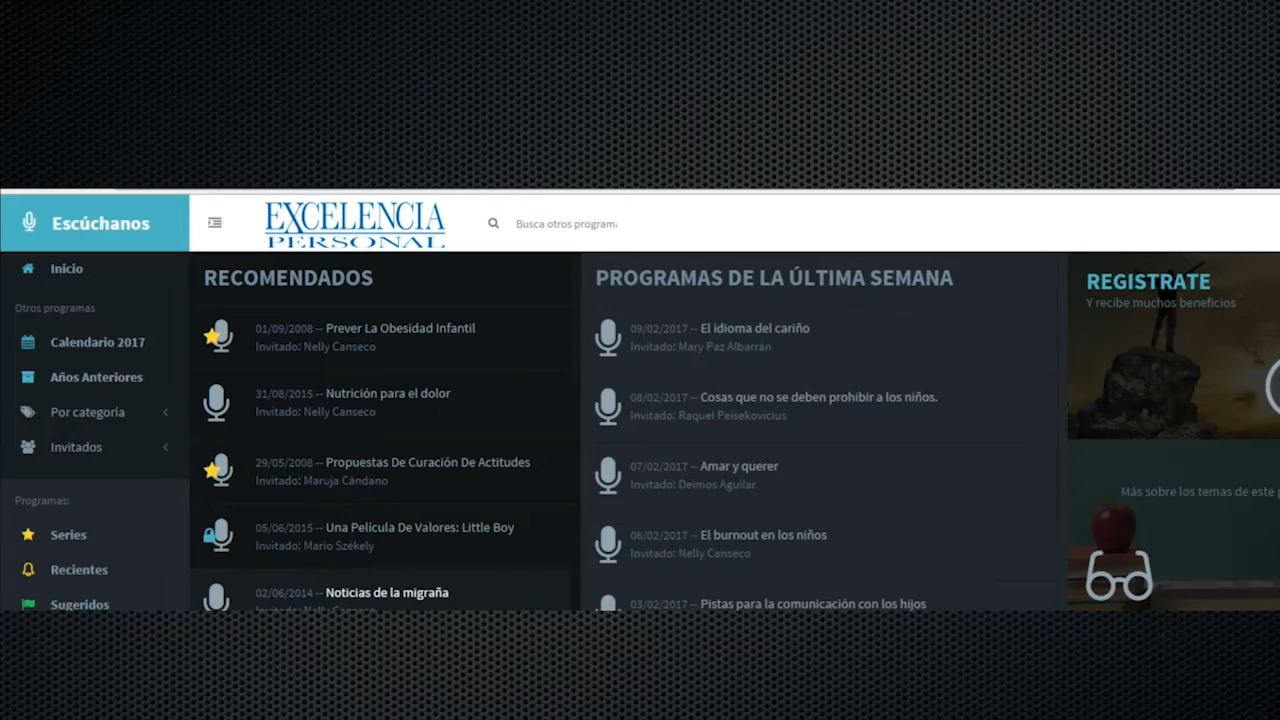 Escúchanos
EXCELENCIA
PERSONAL
Busca otros programa
Inicio
Otros programas
Calendario 2017
Años Anteriores
Por categoría
Invitados
Programas:
Series
Recientes
Sugeridos
RECOMENDADOS
01/09/2008 -- Prever La Obesidad Infantil
Invitado: Nelly Canseco
31/08/2015 -- Nutrición para el dolor
Invitado: Nelly Canseco
29/05/2008 -- Propuestas De Curación De Actitudes
Invitado: Maruja Cándano
05/06/2015 -- Una Película De Valores: Little Boy
Invitado: Mario Székely
02/06/2014 -- Noticias de la migraña
Invitado: Nelly Canseco
PROGRAMAS DE LA ÚLTIMA SEMANA
09/02/2017 -- El idioma del cariño
Invitado: Mary Paz Albarrán
08/02/2017 -- Cosas que no se deben prohibir a los niños.
Invitado: Raquel Peisekovicius
07/02/2017 -- Amar y querer
Invitado: Deimos Aguilar
06/02/2017 -- El burnout en los niños
Invitado: Nelly Canseco
03/02/2017 -- Pistas para la comunicación con los hijos
REGISTRATE
Y recibe muchos beneficios
Más sobre los temas de este